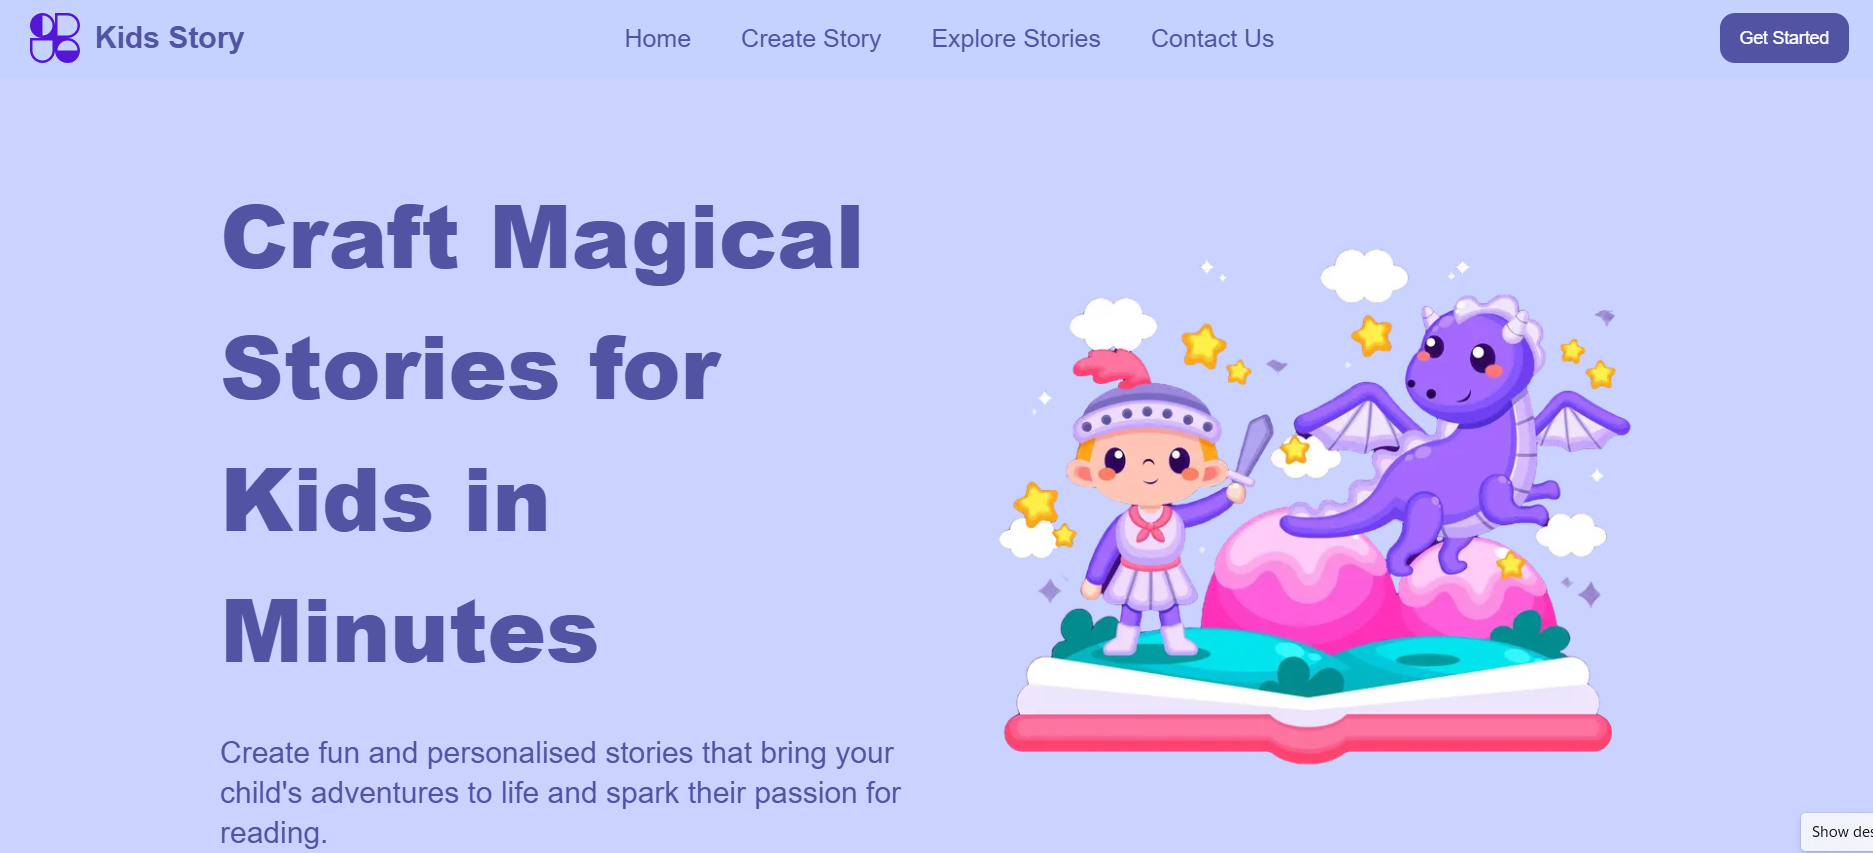 Kids Story
Home
Create Story
Explore Stories
Contact Us
Get Started
Craft Magical
Stories for
Kids in
Minutes
Create fun and personalised stories that bring your
child's adventures to life and spark their passion for
reading.
Show des